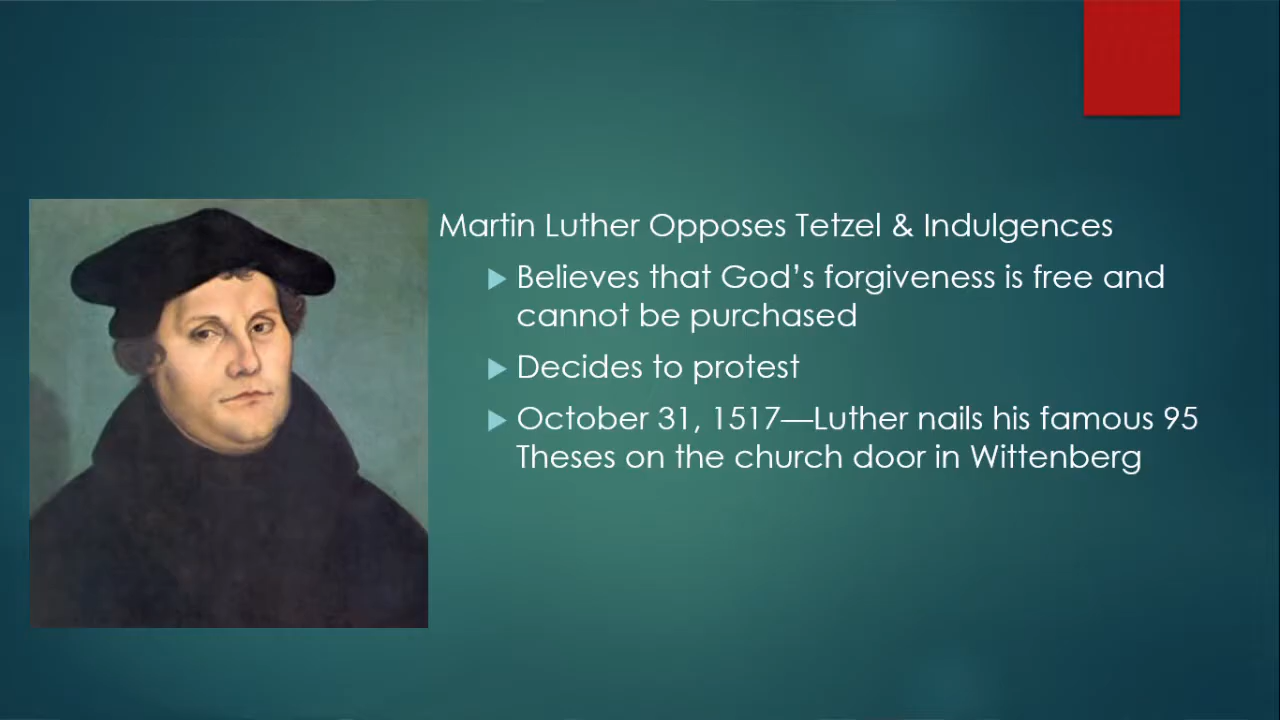 Martin Luther Opposes Tetzel & Indulgences
Believes that God’s forgiveness is free and
cannot be purchased
Decides to protest
October 31, 1517—Luther nails his famous 95
Theses on the church door in Wittenberg